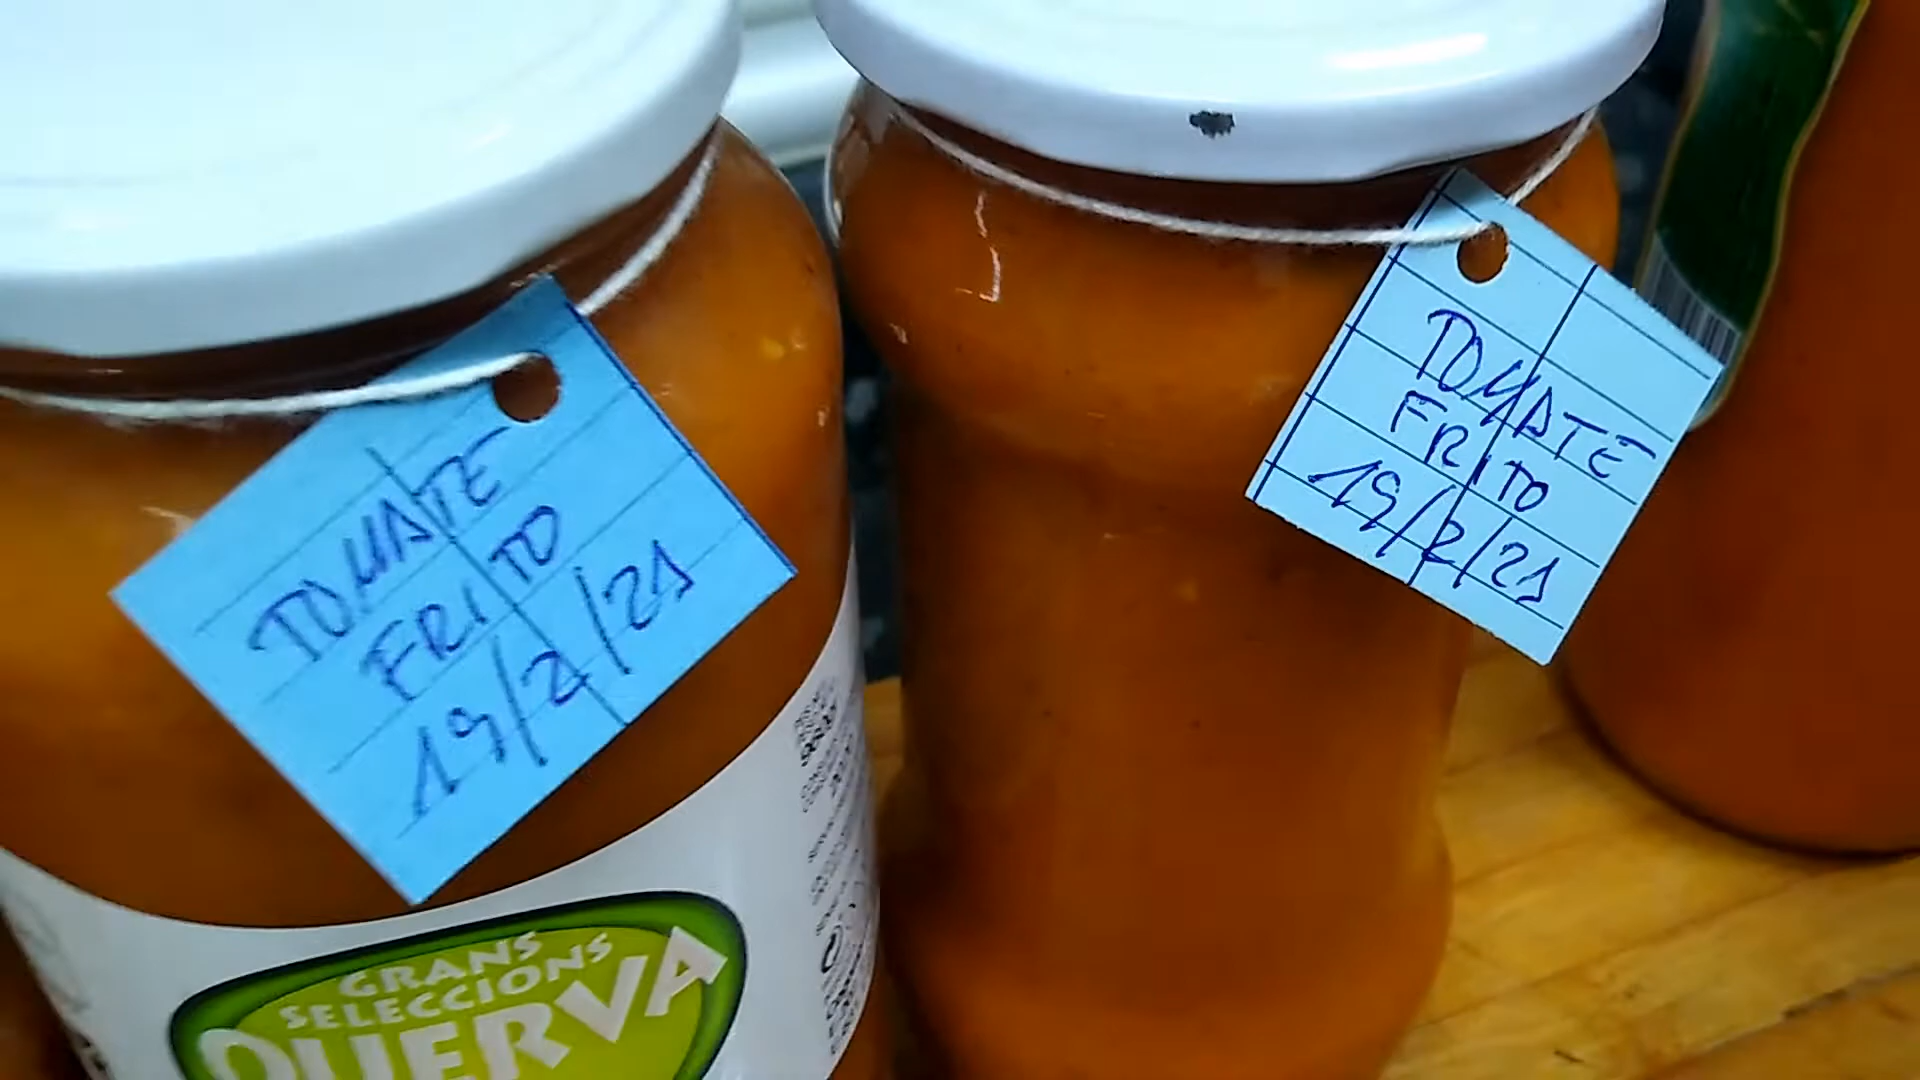 TOMATE
FRITO
19/2/21
TOMATE
FRITO
19/2/21
GRANS
SELECCIONS
QUERVA